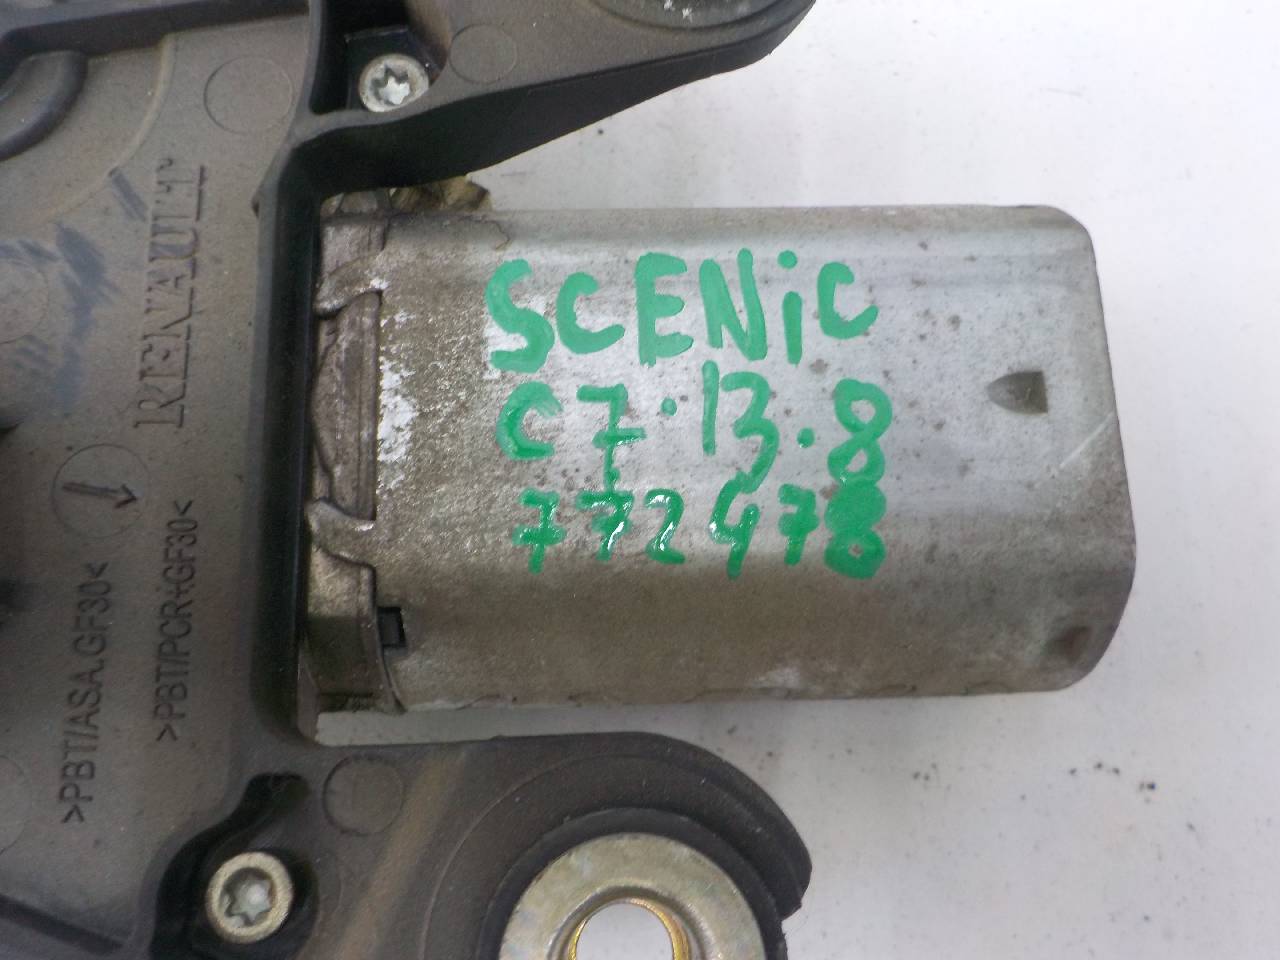 SCENiC
C7.13.8
772478
RENAULT
>PBT/ASA.GF30<
>PBT/PCR+GF30<